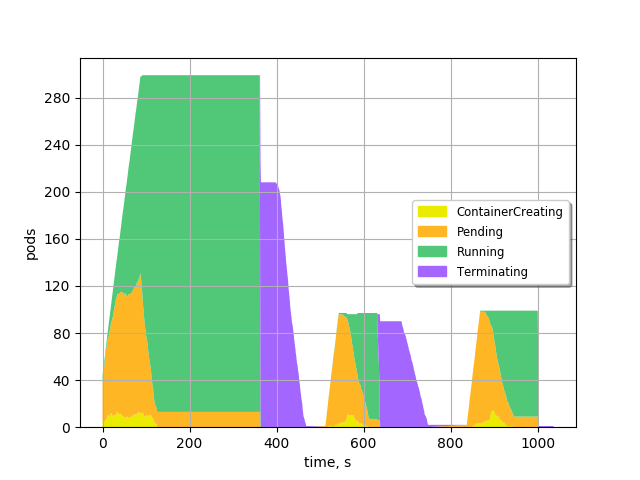 pods
280
240
200
160
120
80
40
0
ContainerCreating
Pending
Running
Terminating
0 200 400 600 800 1000
time, s